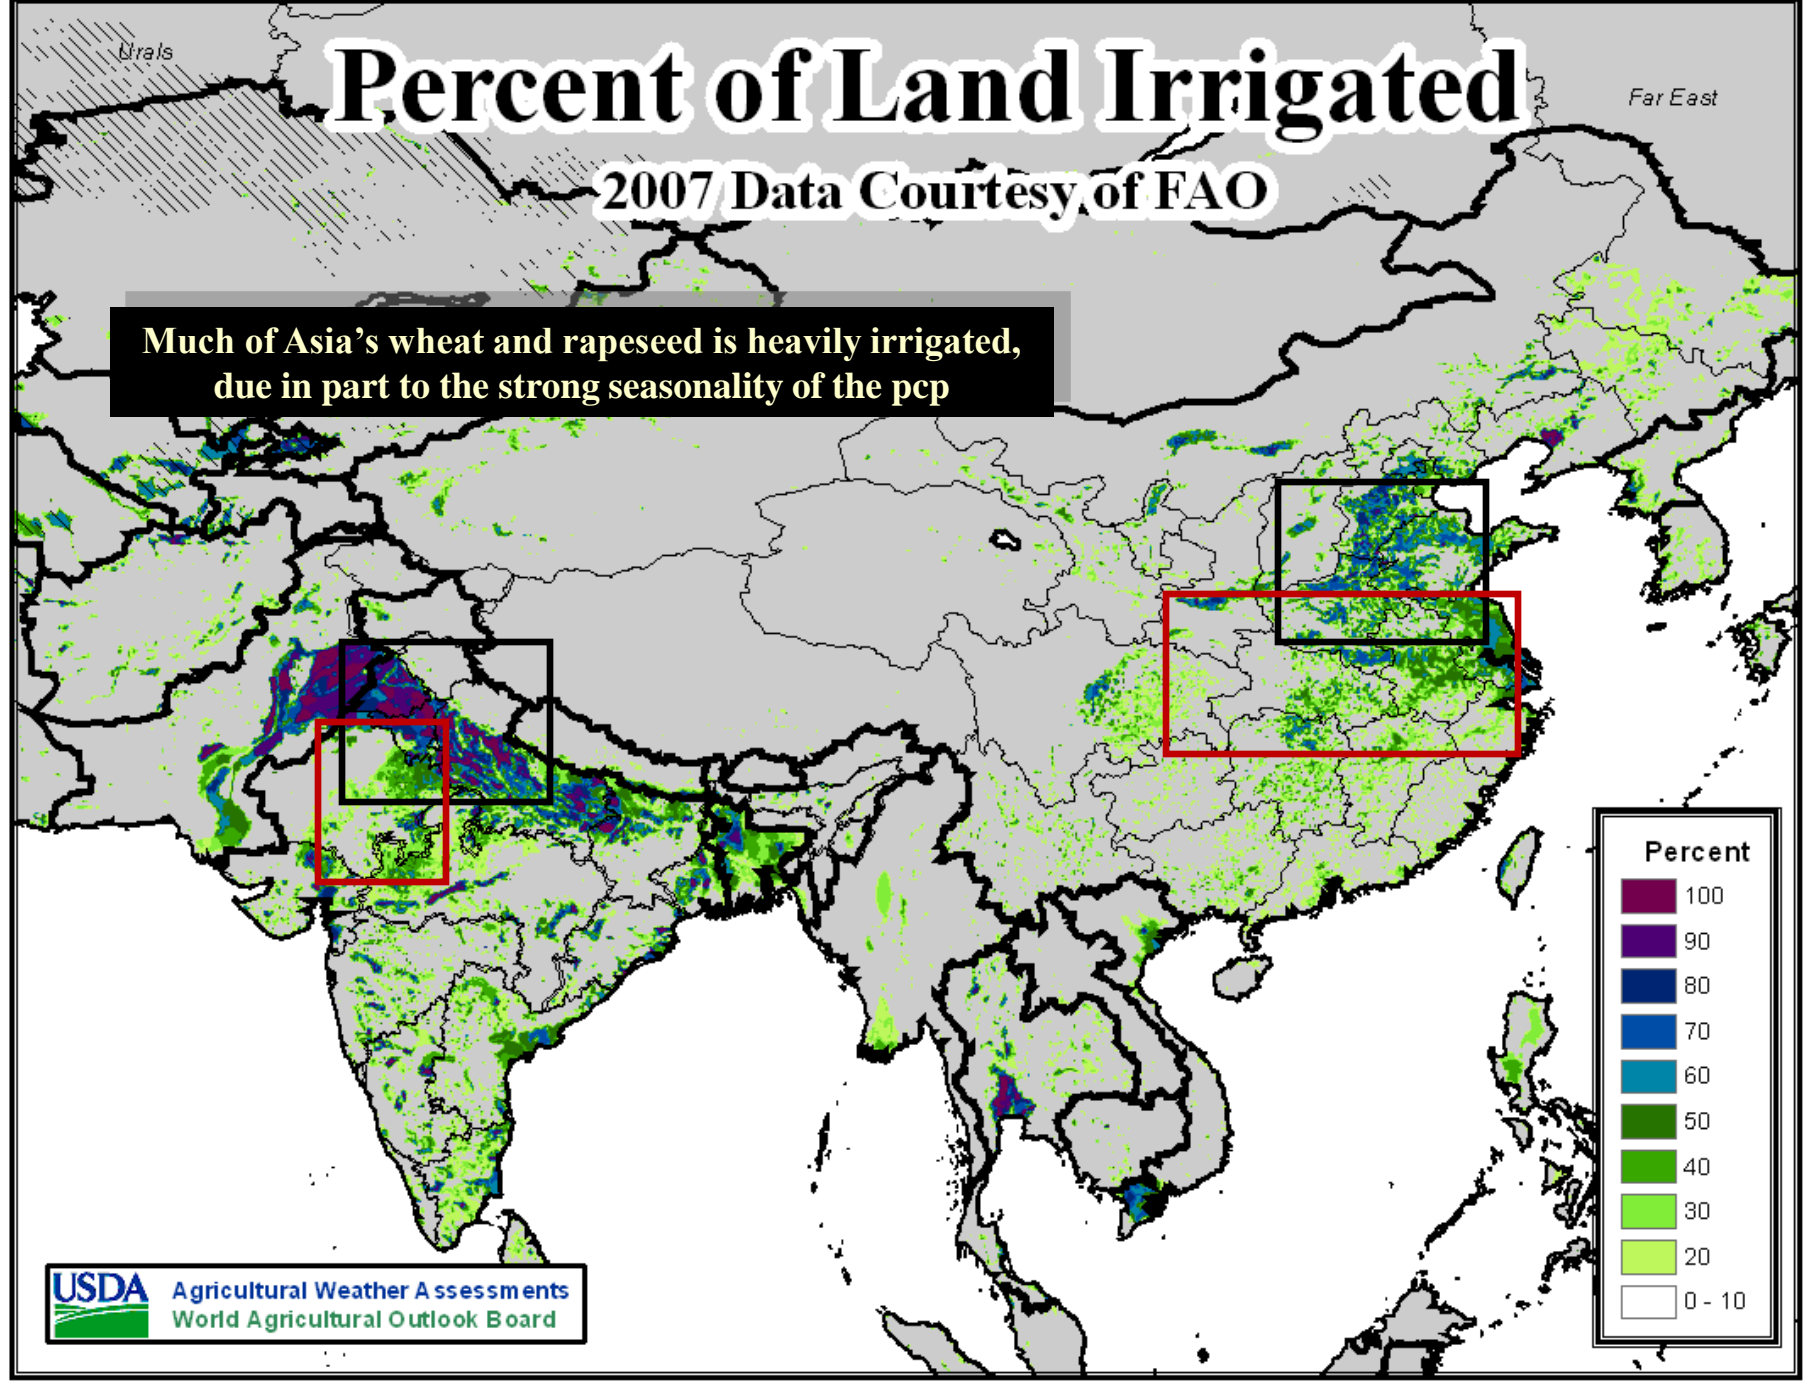 Urals
Percent of Land Irrigated
Far East
2007 Data Courtesy of FAO
Much of Asia's wheat and rapeseed is heavily irrigated,
due in part to the strong seasonality of the pcp
Percent
100
90
80
70
60
50
40
30
20
0 - 10
USDA
Agricultural Weather Assessments
World Agricultural Outlook Board